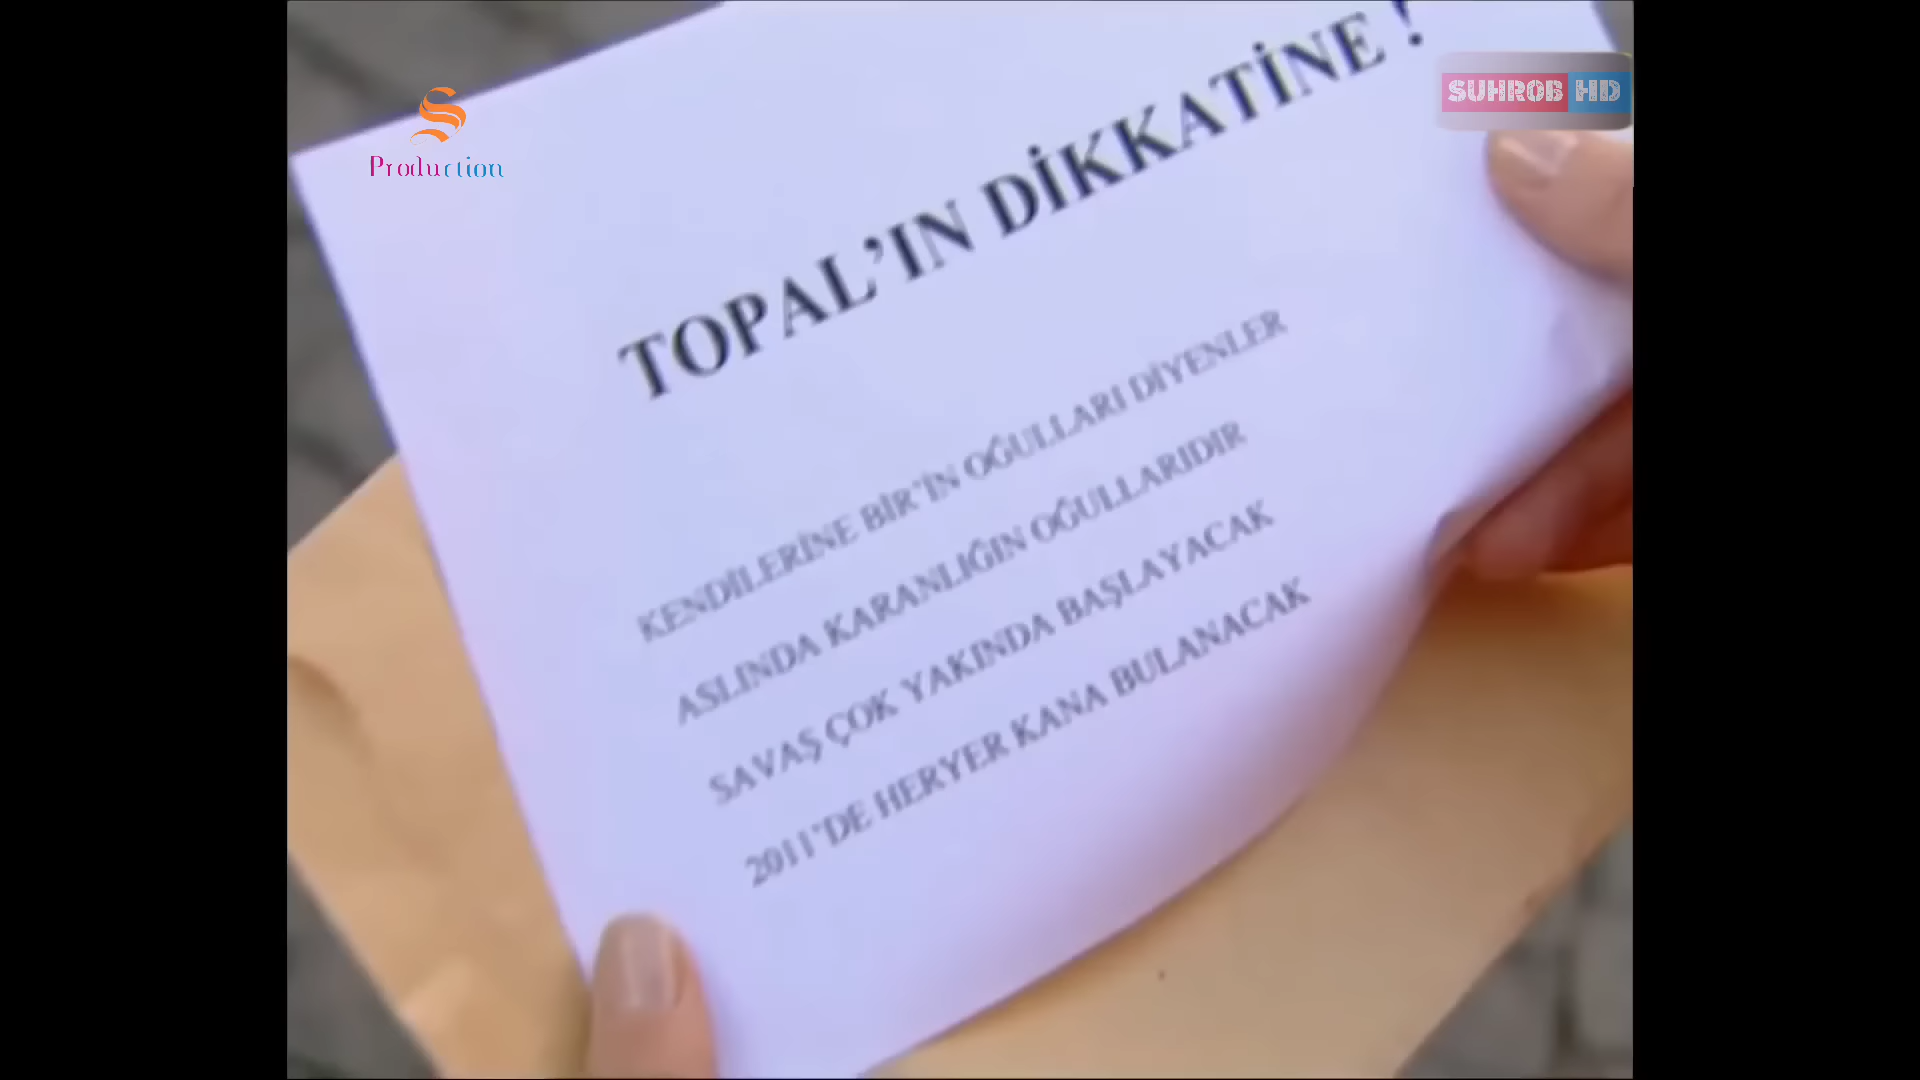 TOPAL'IN DİKKATİNE !
SUHROB HD
Production
KENDİLERİNE BİR'İN OĞULLARI DİYENLER
ASLINDA KARANLIĞIN OĞULLARIDIR
SAVAŞ ÇOK YAKINDA BAŞLAYACAK
2011'DE HERYER KANA BULANACAK